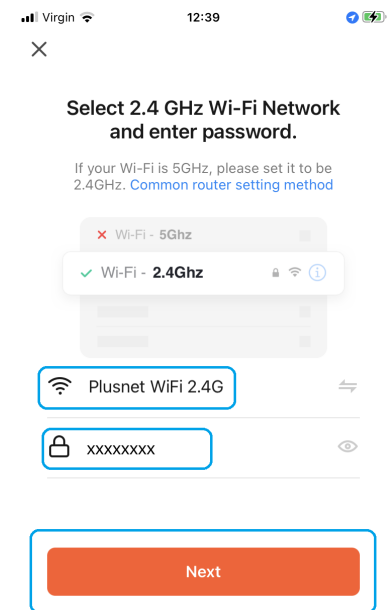 Virgin 12:39
Select 2.4 GHz Wi-Fi Network
and enter password.
If your Wi-Fi is 5GHz, please set it to be
2.4GHz. Common router setting method
Wi-Fi - 5Ghz
Wi-Fi - 2.4Ghz
Plusnet WiFi 2.4G
xxxxxxxx
Next